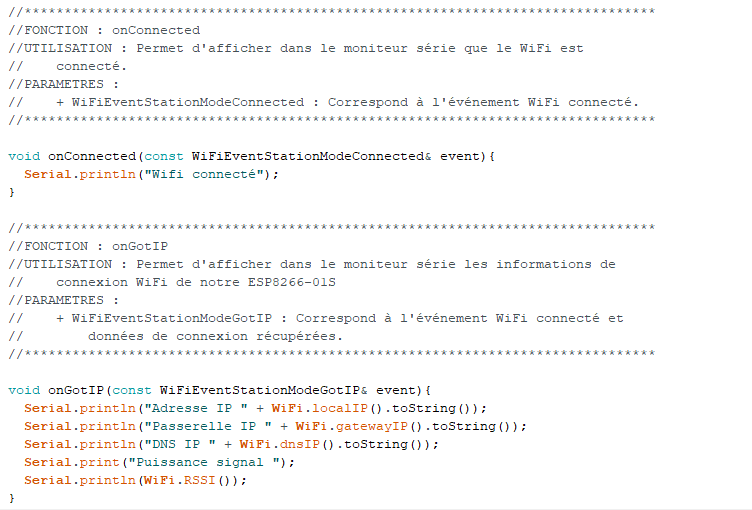 //*******************************************************************************
//FONCTION : onConnected
//UTILISATION : Permet d'afficher dans le moniteur série que le WiFi est
//    connecté.
//PARAMETRES :
//    + WiFiEventStationModeConnected : Correspond à l'événement WiFi connecté.
//*******************************************************************************
void onConnected(const WiFiEventStationModeConnected& event){
  Serial.println("Wifi connecté");
}
//*******************************************************************************
//FONCTION : onGotIP
//UTILISATION : Permet d'afficher dans le moniteur série les informations de
//    connexion WiFi de notre ESP8266-01S
//PARAMETRES :
//    + WiFiEventStationModeGotIP : Correspond à l'événement WiFi connecté et
//        données de connexion récupérées.
//*******************************************************************************
void onGotIP(const WiFiEventStationModeGotIP& event){
  Serial.println("Adresse IP " + WiFi.localIP().toString());
  Serial.println("Passerelle IP " + WiFi.gatewayIP().toString());
  Serial.println("DNS IP " + WiFi.dnsIP().toString());
  Serial.print("Puissance signal ");
  Serial.println(WiFi.RSSI());
}